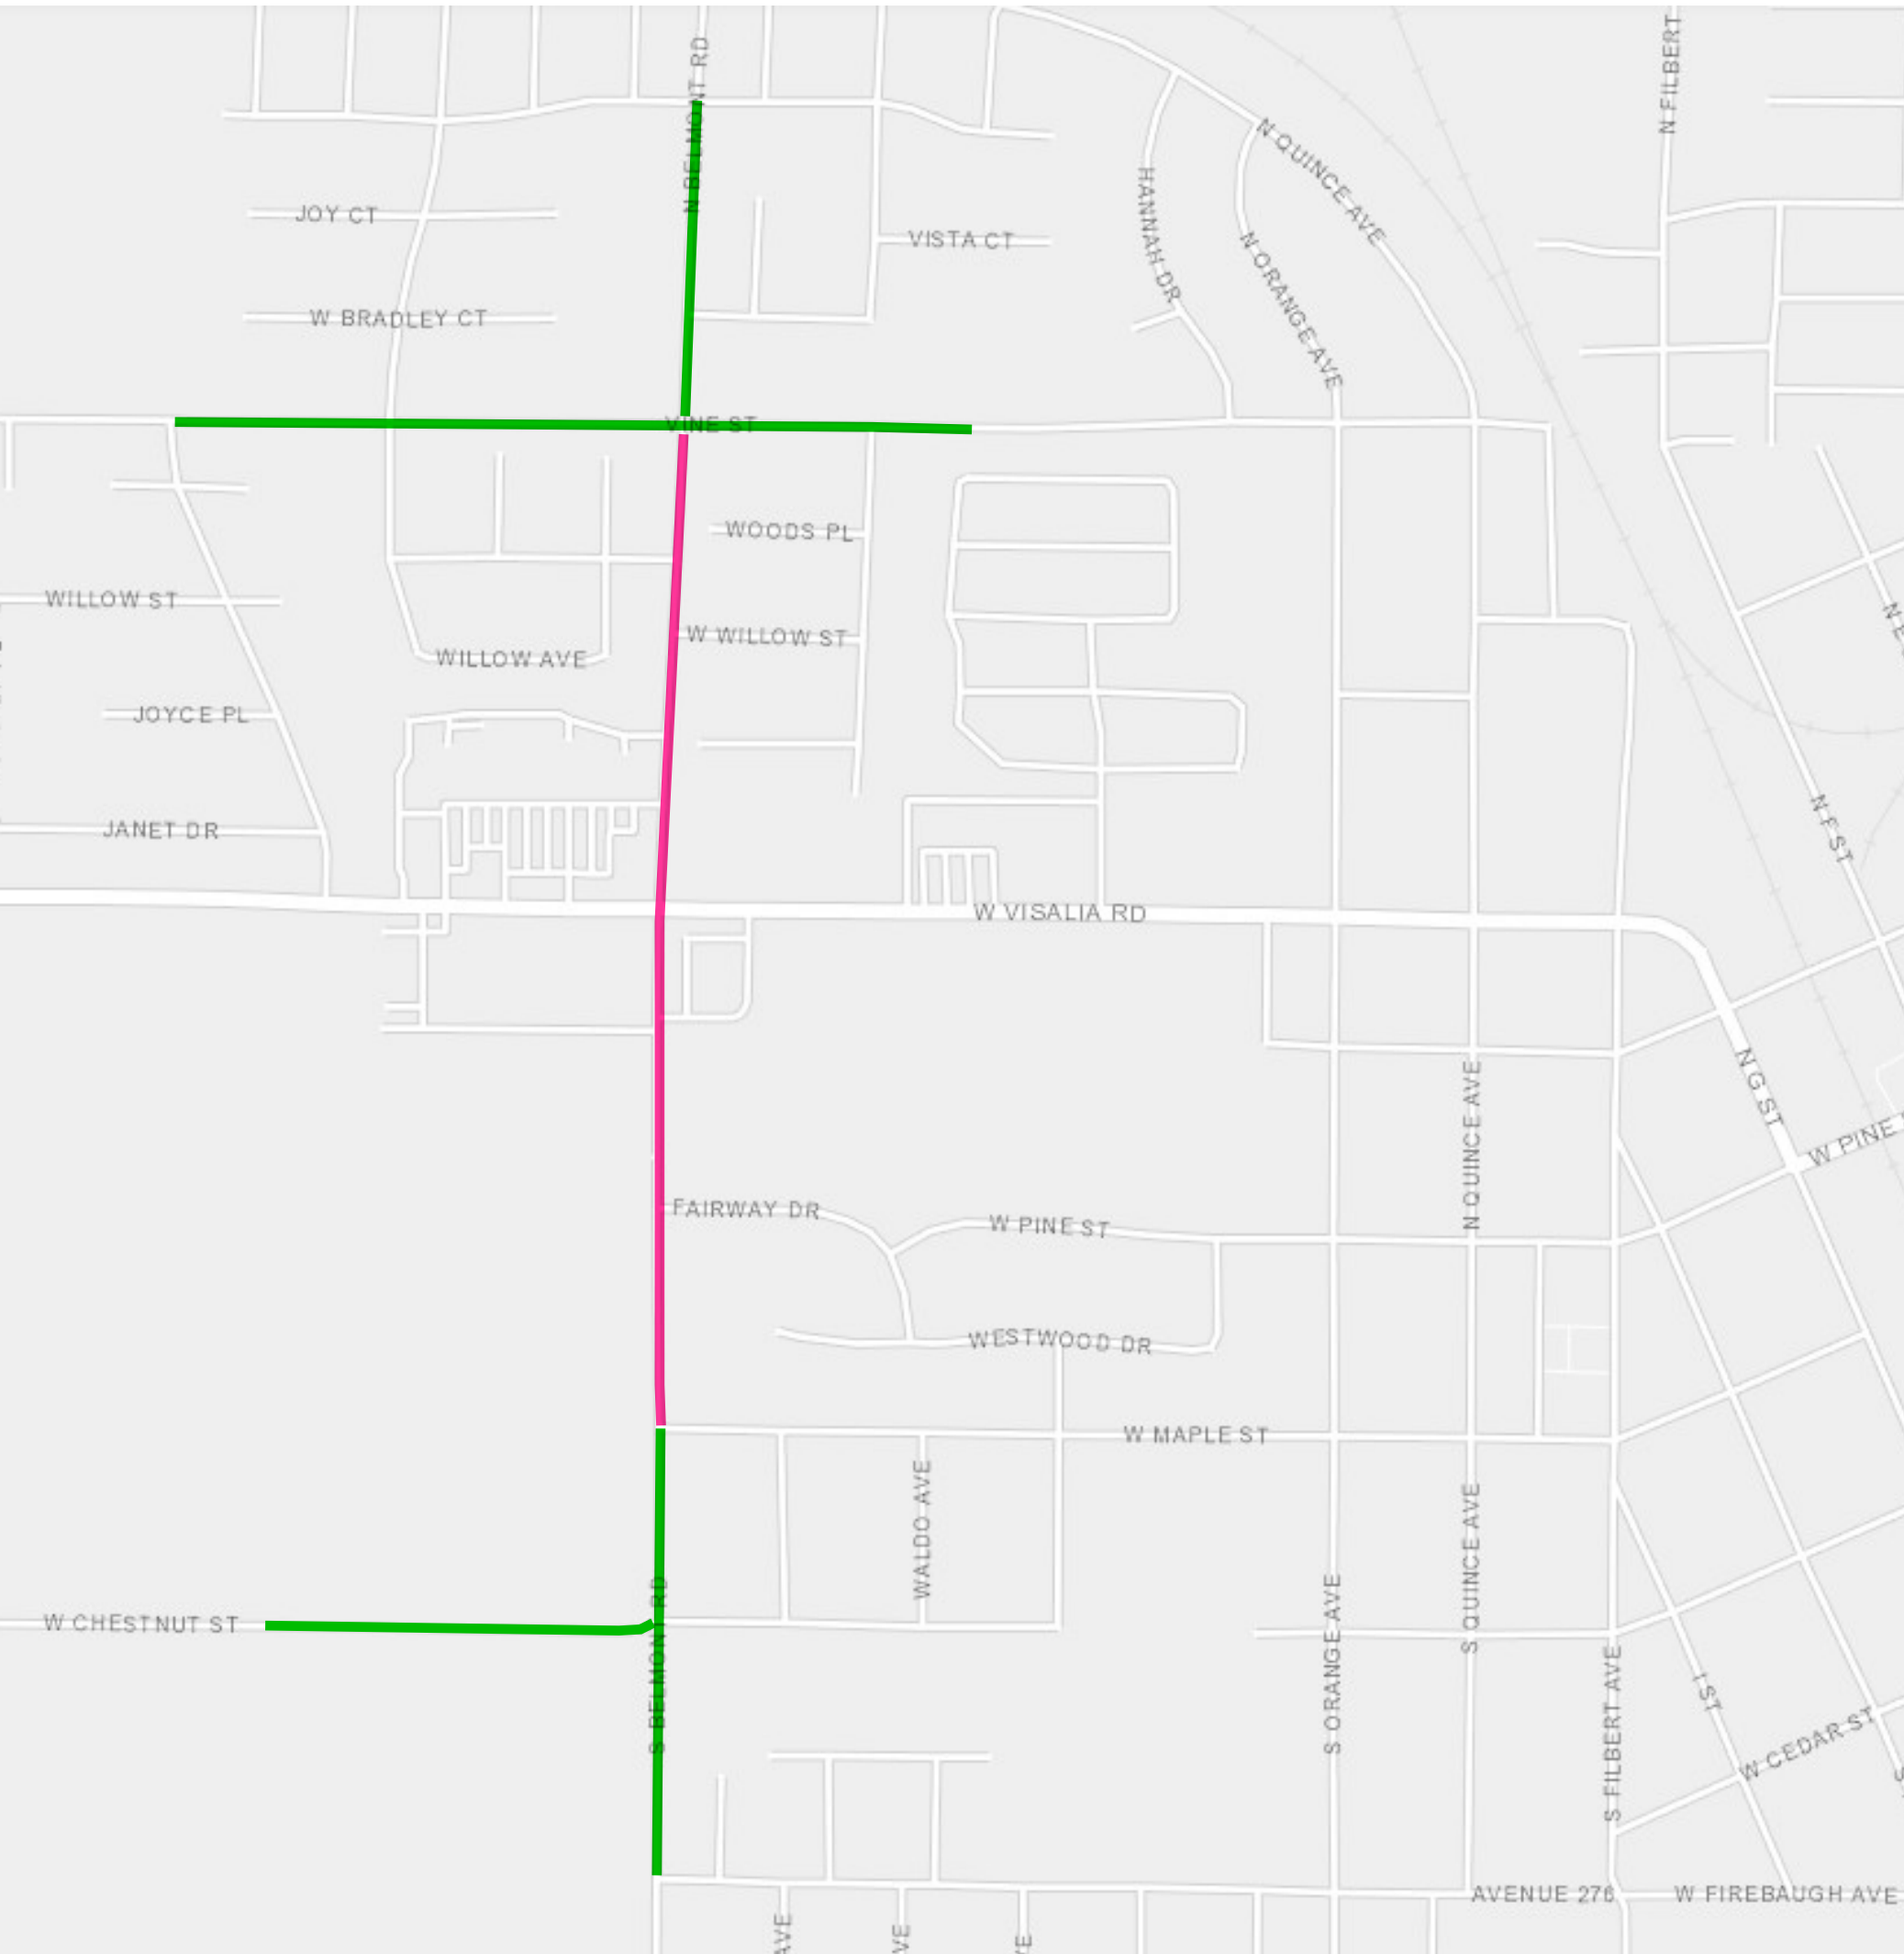 N BELMONT RD
N FILBERT
N QUINCE AVE
JOY CT
VISTA CT
HANNAH DR
N ORANGE AVE
W BRADLEY CT
VINE ST
WOODS PL
WILLOW ST
W WILLOW ST
WILLOW AVE
JOYCE PL
JANET DR
N F ST
W VISALIA RD
N G ST
N QUINCE AVE
W PINE
FAIRWAY DR
W PINE ST
WESTWOOD DR
W MAPLE ST
WALDO AVE
S QUINCE AVE
W CHESTNUT ST
S BELMONT RD
S ORANGE AVE
S FILBERT AVE
I ST
W CEDAR ST
AVENUE 276
W FIREBAUGH AVE
AVE
VE
E